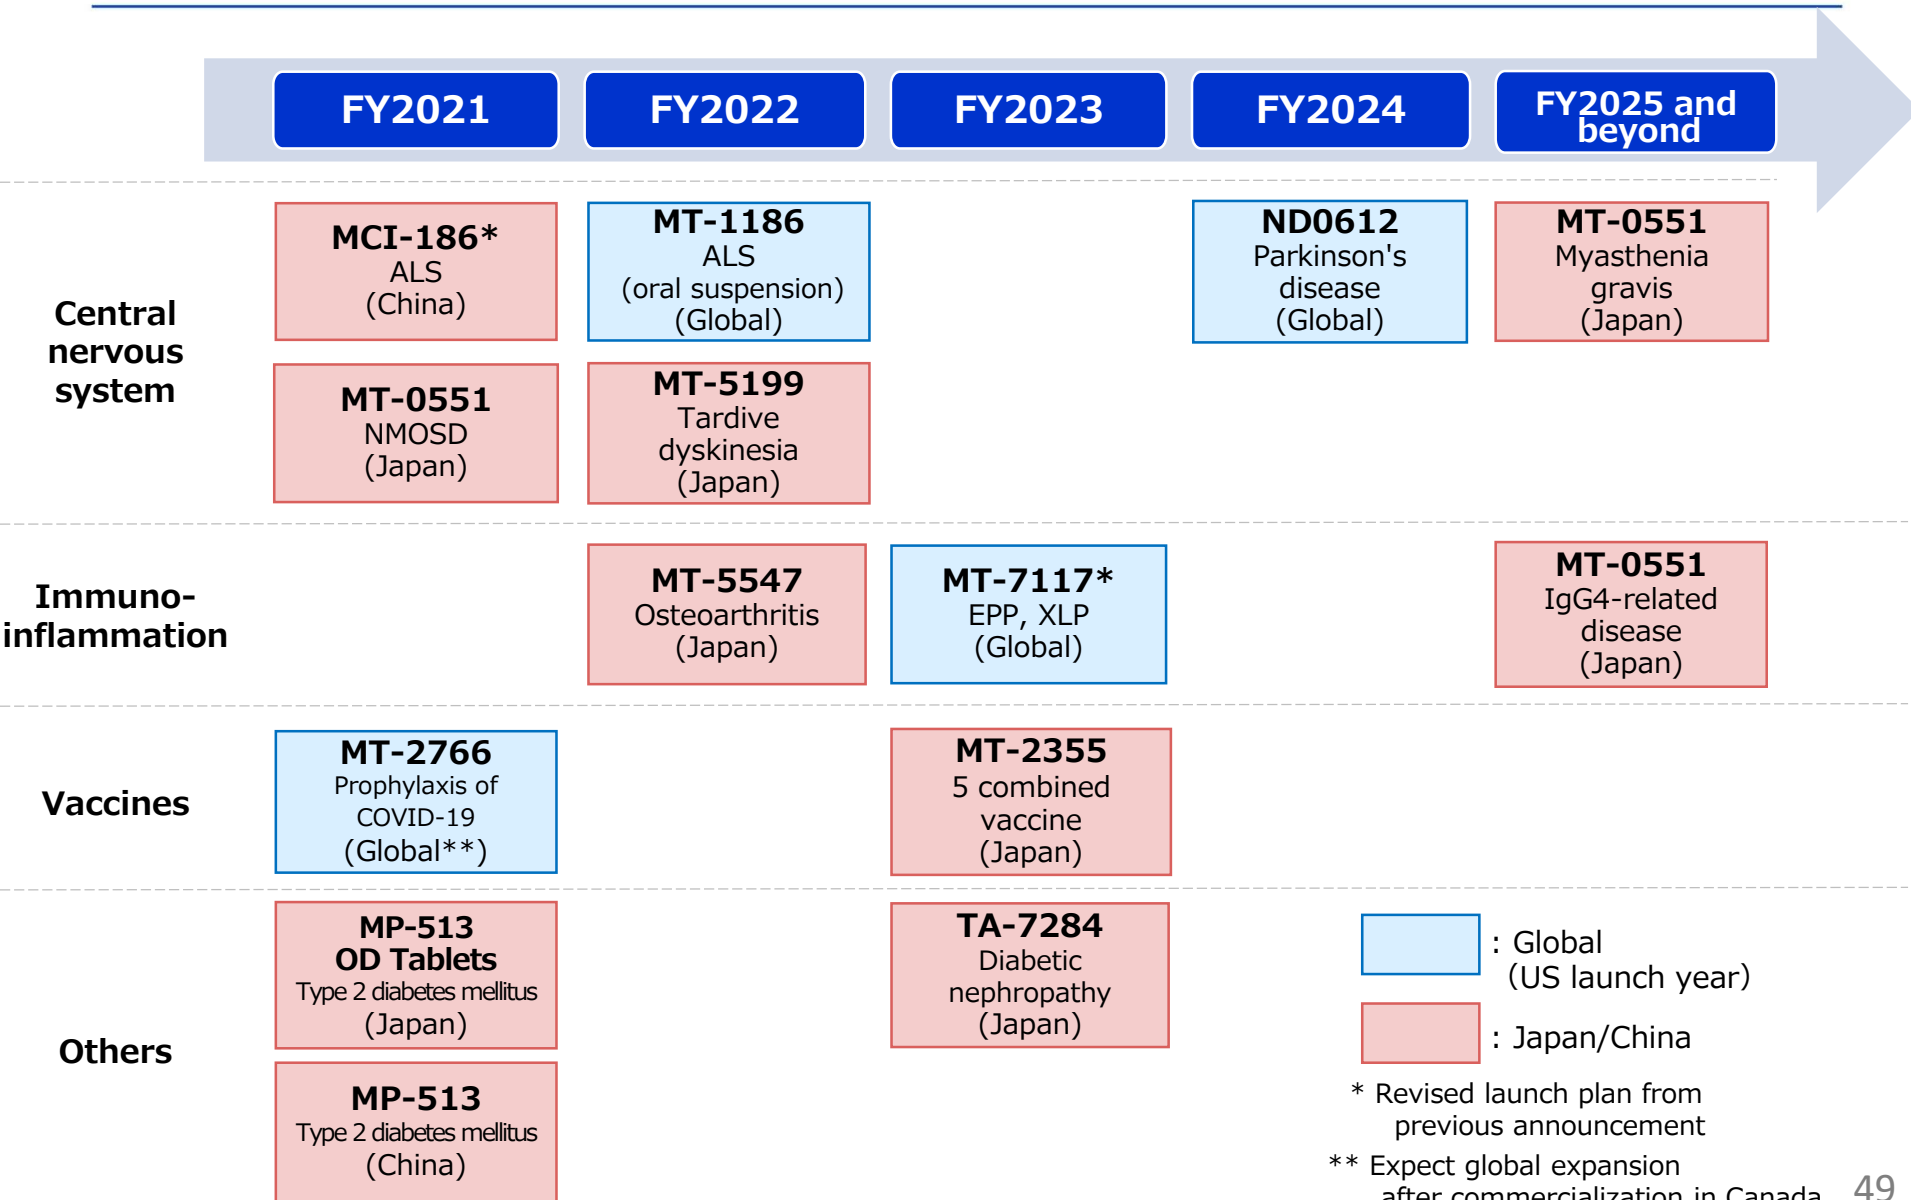 FY2021
FY2022
FY2023
FY2024
FY2025 and
beyond
Central
nervous
system
MCI-186*
ALS
(China)
MT-1186
ALS
(oral suspension)
(Global)
ND0612
Parkinson's
disease
(Global)
MT-0551
Myasthenia
gravis
(Japan)
MT-0551
NMOSD
(Japan)
MT-5199
Tardive
dyskinesia
(Japan)
Immuno-
inflammation
MT-5547
Osteoarthritis
(Japan)
MT-7117*
EPP, XLP
(Global)
MT-0551
IgG4-related
disease
(Japan)
Vaccines
MT-2766
Prophylaxis of
COVID-19
(Global**)
MT-2355
5 combined
vaccine
(Japan)
Others
MP-513
OD Tablets
Type 2 diabetes mellitus
(Japan)
TA-7284
Diabetic
nephropathy
(Japan)
MP-513
Type 2 diabetes mellitus
(China)
: Global
(US launch year)
: Japan/China
* Revised launch plan from
previous announcement
** Expect global expansion
after commercialization in Canada
49